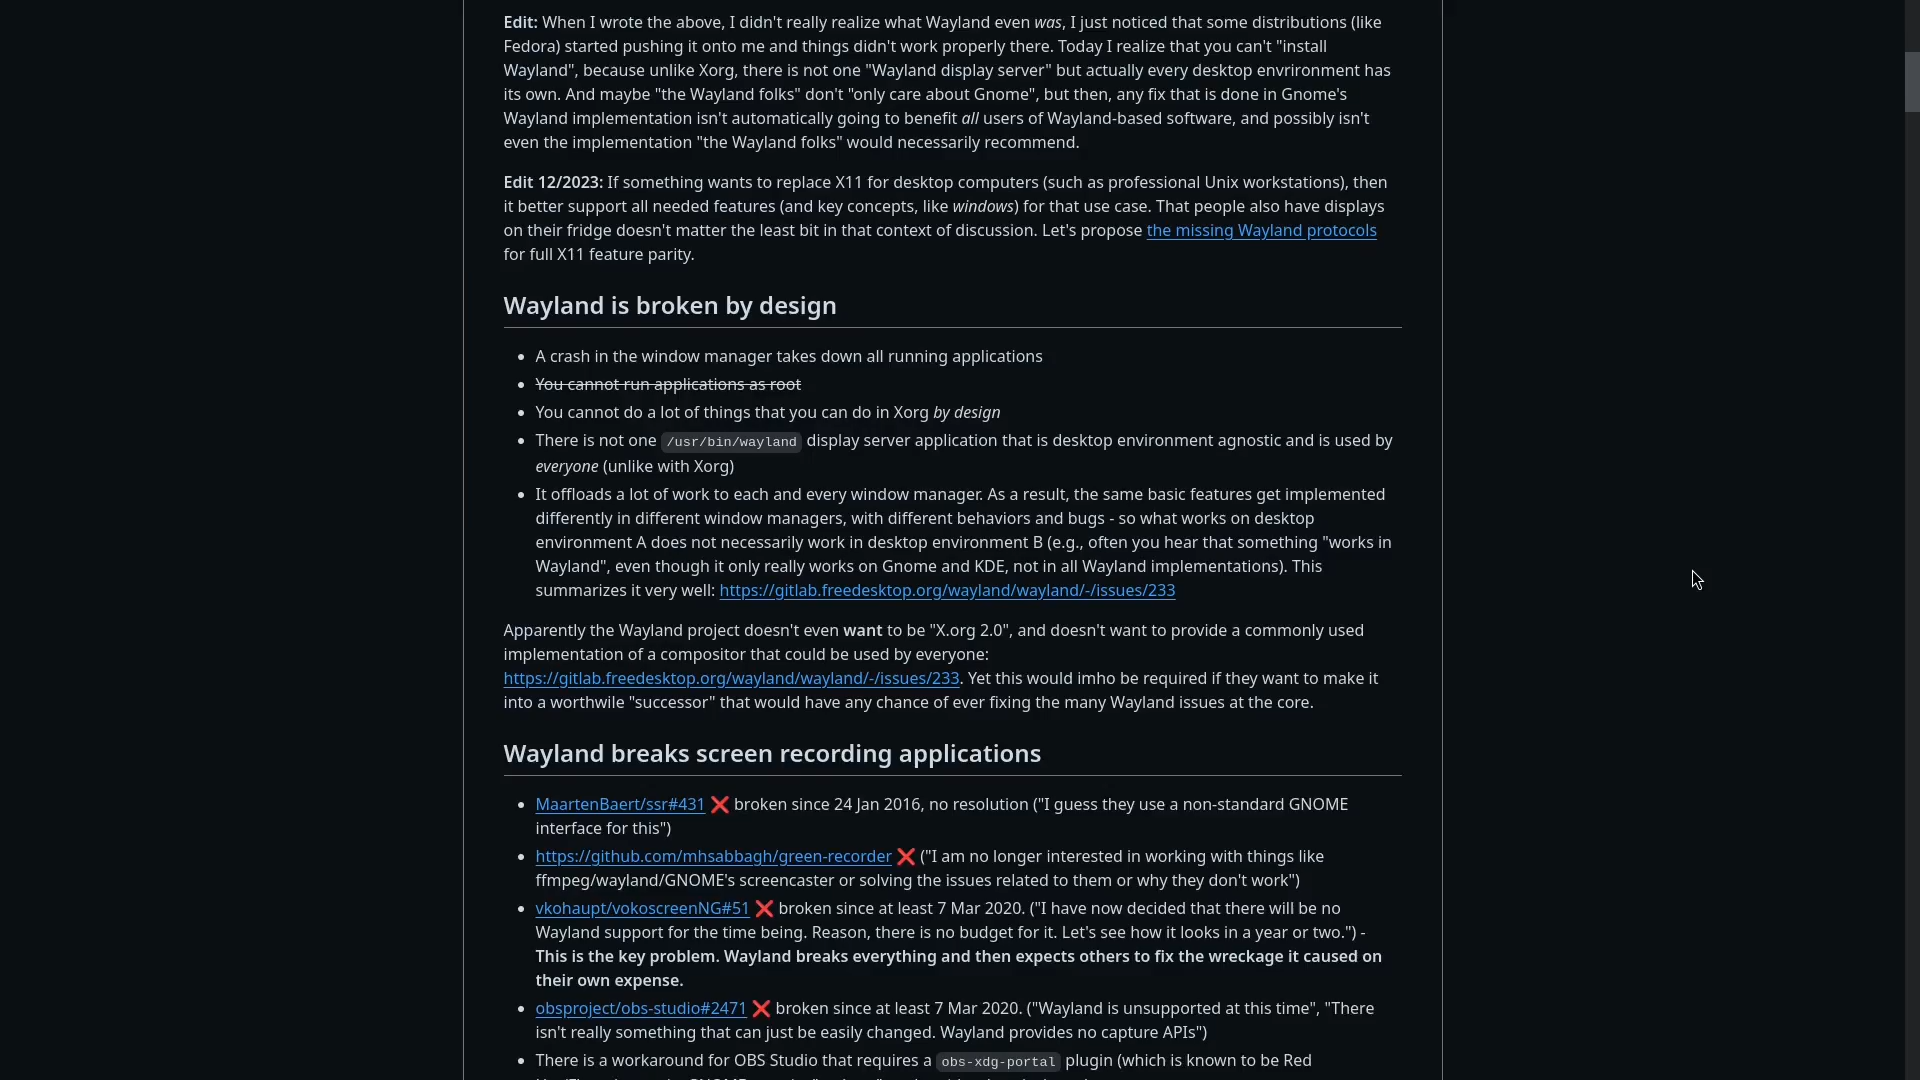 Edit: When I wrote the above, I didn't really realize what Wayland even was, I just noticed that some distributions (like
Fedora) started pushing it onto me and things didn't work properly there. Today I realize that you can't "install
Wayland", because unlike Xorg, there is not one "Wayland display server" but actually every desktop envrironment has
its own. And maybe "the Wayland folks" don't "only care about Gnome", but then, any fix that is done in Gnome's
Wayland implementation isn't automatically going to benefit all users of Wayland-based software, and possibly isn't
even the implementation "the Wayland folks" would necessarily recommend.
Edit 12/2023: If something wants to replace X11 for desktop computers (such as professional Unix workstations), then
it better support all needed features (and key concepts, like windows) for that use case. That people also have displays
on their fridge doesn't matter the least bit in that context of discussion. Let's propose the missing Wayland protocols
for full X11 feature parity.
Wayland is broken by design
• A crash in the window manager takes down all running applications
• You cannot run applications as root
• You cannot do a lot of things that you can do in Xorg by design
• There is not one /usr/bin/wayland display server application that is desktop environment agnostic and is used by
everyone (unlike with Xorg)
• It offloads a lot of work to each and every window manager. As a result, the same basic features get implemented
differently in different window managers, with different behaviors and bugs - so what works on desktop
environment A does not necessarily work in desktop environment B (e.g., often you hear that something "works in
Wayland", even though it only really works on Gnome and KDE, not in all Wayland implementations). This
summarizes it very well: https://gitlab.freedesktop.org/wayland/wayland/-/issues/233
Apparently the Wayland project doesn't even want to be "X.org 2.0", and doesn't want to provide a commonly used
implementation of a compositor that could be used by everyone:
https://gitlab.freedesktop.org/wayland/wayland/-/issues/233. Yet this would imho be required if they want to make it
into a worthwile "successor" that would have any chance of ever fixing the many Wayland issues at the core.
Wayland breaks screen recording applications
• MaartenBaert/ssr#431 ❌ broken since 24 Jan 2016, no resolution ("I guess they use a non-standard GNOME
interface for this")
• https://github.com/mhsabbagh/green-recorder ❌ ("I am no longer interested in working with things like
ffmpeg/wayland/GNOME's screencaster or solving the issues related to them or why they don't work")
• vkohaupt/vokoscreenNG#51 ❌ broken since at least 7 Mar 2020. ("I have now decided that there will be no
Wayland support for the time being. Reason, there is no budget for it. Let's see how it looks in a year or two.") -
This is the key problem. Wayland breaks everything and then expects others to fix the wreckage it caused on
their own expense.
• obsproject/obs-studio#2471 ❌ broken since at least 7 Mar 2020. ("Wayland is unsupported at this time", "There
isn't really something that can just be easily changed. Wayland provides no capture APIs")
• There is a workaround for OBS Studio that requires a obs-xdg-portal plugin (which is known to be Red